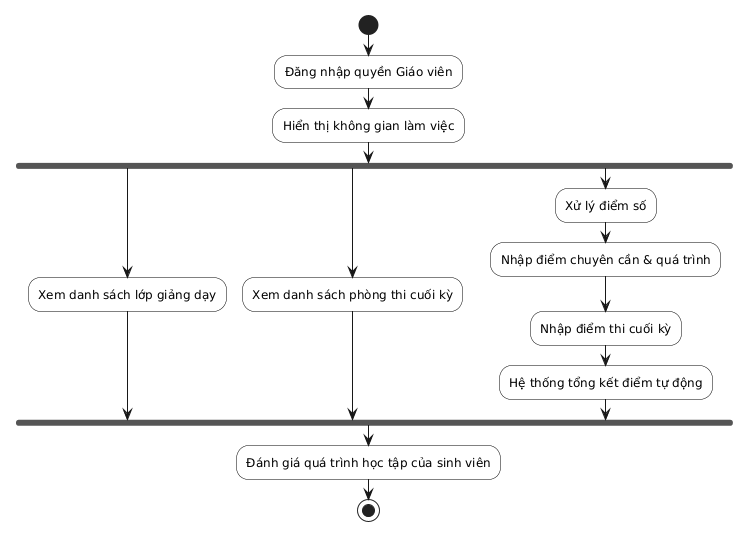 Đăng nhập quyền Giáo viên
Hiển thị không gian làm việc
Xử lý điểm số
Nhập điểm chuyên cần & quá trình
Xem danh sách lớp giảng dạy
Xem danh sách phòng thi cuối kỳ
Nhập điểm thi cuối kỳ
Hệ thống tổng kết điểm tự động
Đánh giá quá trình học tập của sinh viên